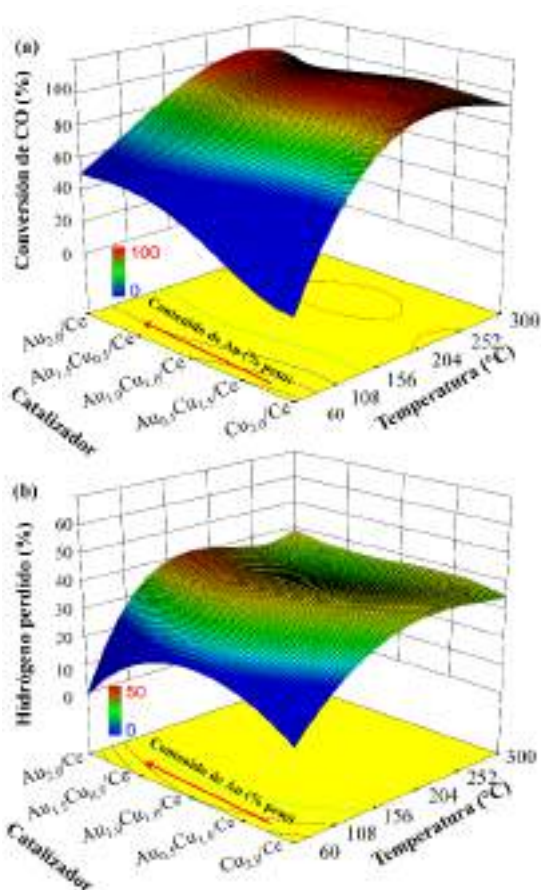 (a)
Conversión de CO (%)
100
80
60
40
20
0
100
0
Contenido de Au (% peso)
Au2.0/Ce
Au1.5Cu0.5/Ce
Au1.0Cu1.0/Ce
Au0.5Cu1.5/Ce
Cu2.0/Ce
Catalizador
60
108
156
204
252
300
Temperatura (°C)
(b)
Hidrógeno perdido (%)
60
50
40
30
20
10
0
50
0
Contenido de Au (% peso)
Au2.0/Ce
Au1.5Cu0.5/Ce
Au1.0Cu1.0/Ce
Au0.5Cu1.5/Ce
Cu2.0/Ce
Catalizador
60
108
156
204
252
300
Temperatura (°C)